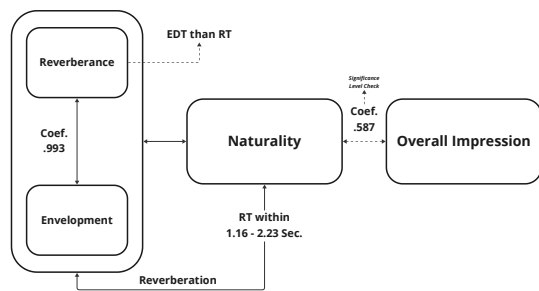 EDT than RT
Reverberance
Significance
Level Check
Coef.
.993
Coef.
.587
Naturality
Overall Impression
Envelopment
RT within
1.16 - 2.23 Sec.
Reverberation